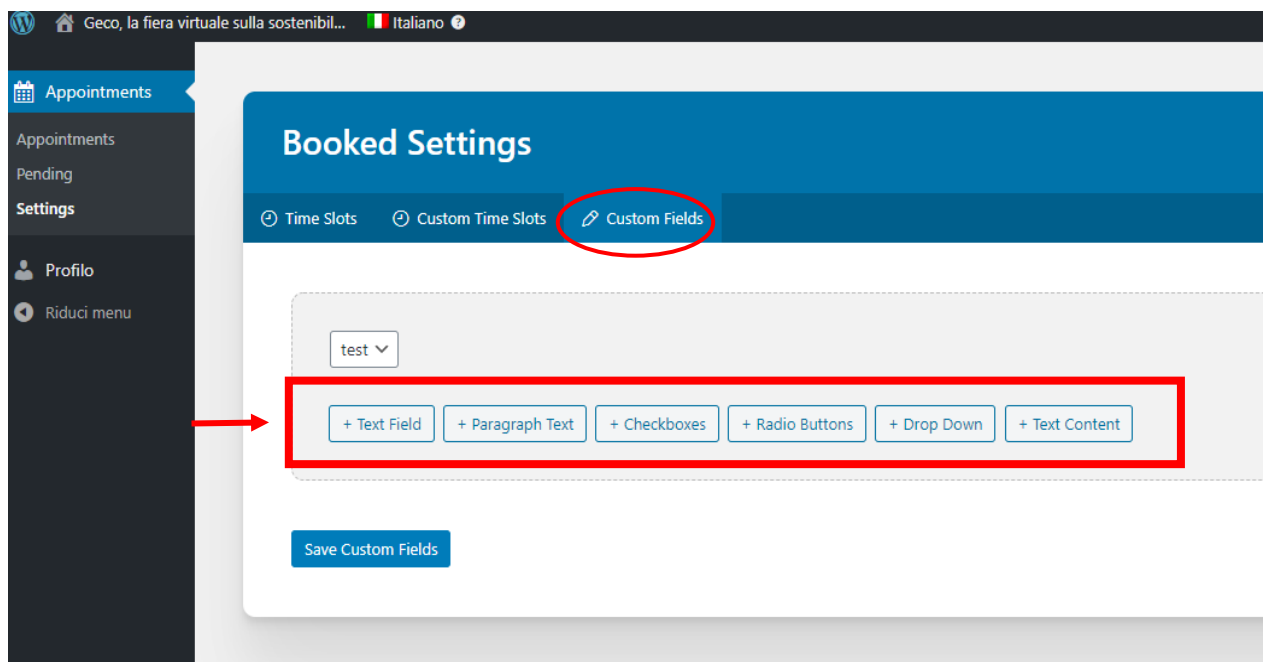 Geco, la fiera virtuale sulla sostenibil... Italiano ?
Appointments
Appointments
Pending
Settings
Profilo
Riduci menu
Booked Settings
Time Slots Custom Time Slots Custom Fields
test
+ Text Field + Paragraph Text + Checkboxes + Radio Buttons + Drop Down + Text Content
Save Custom Fields